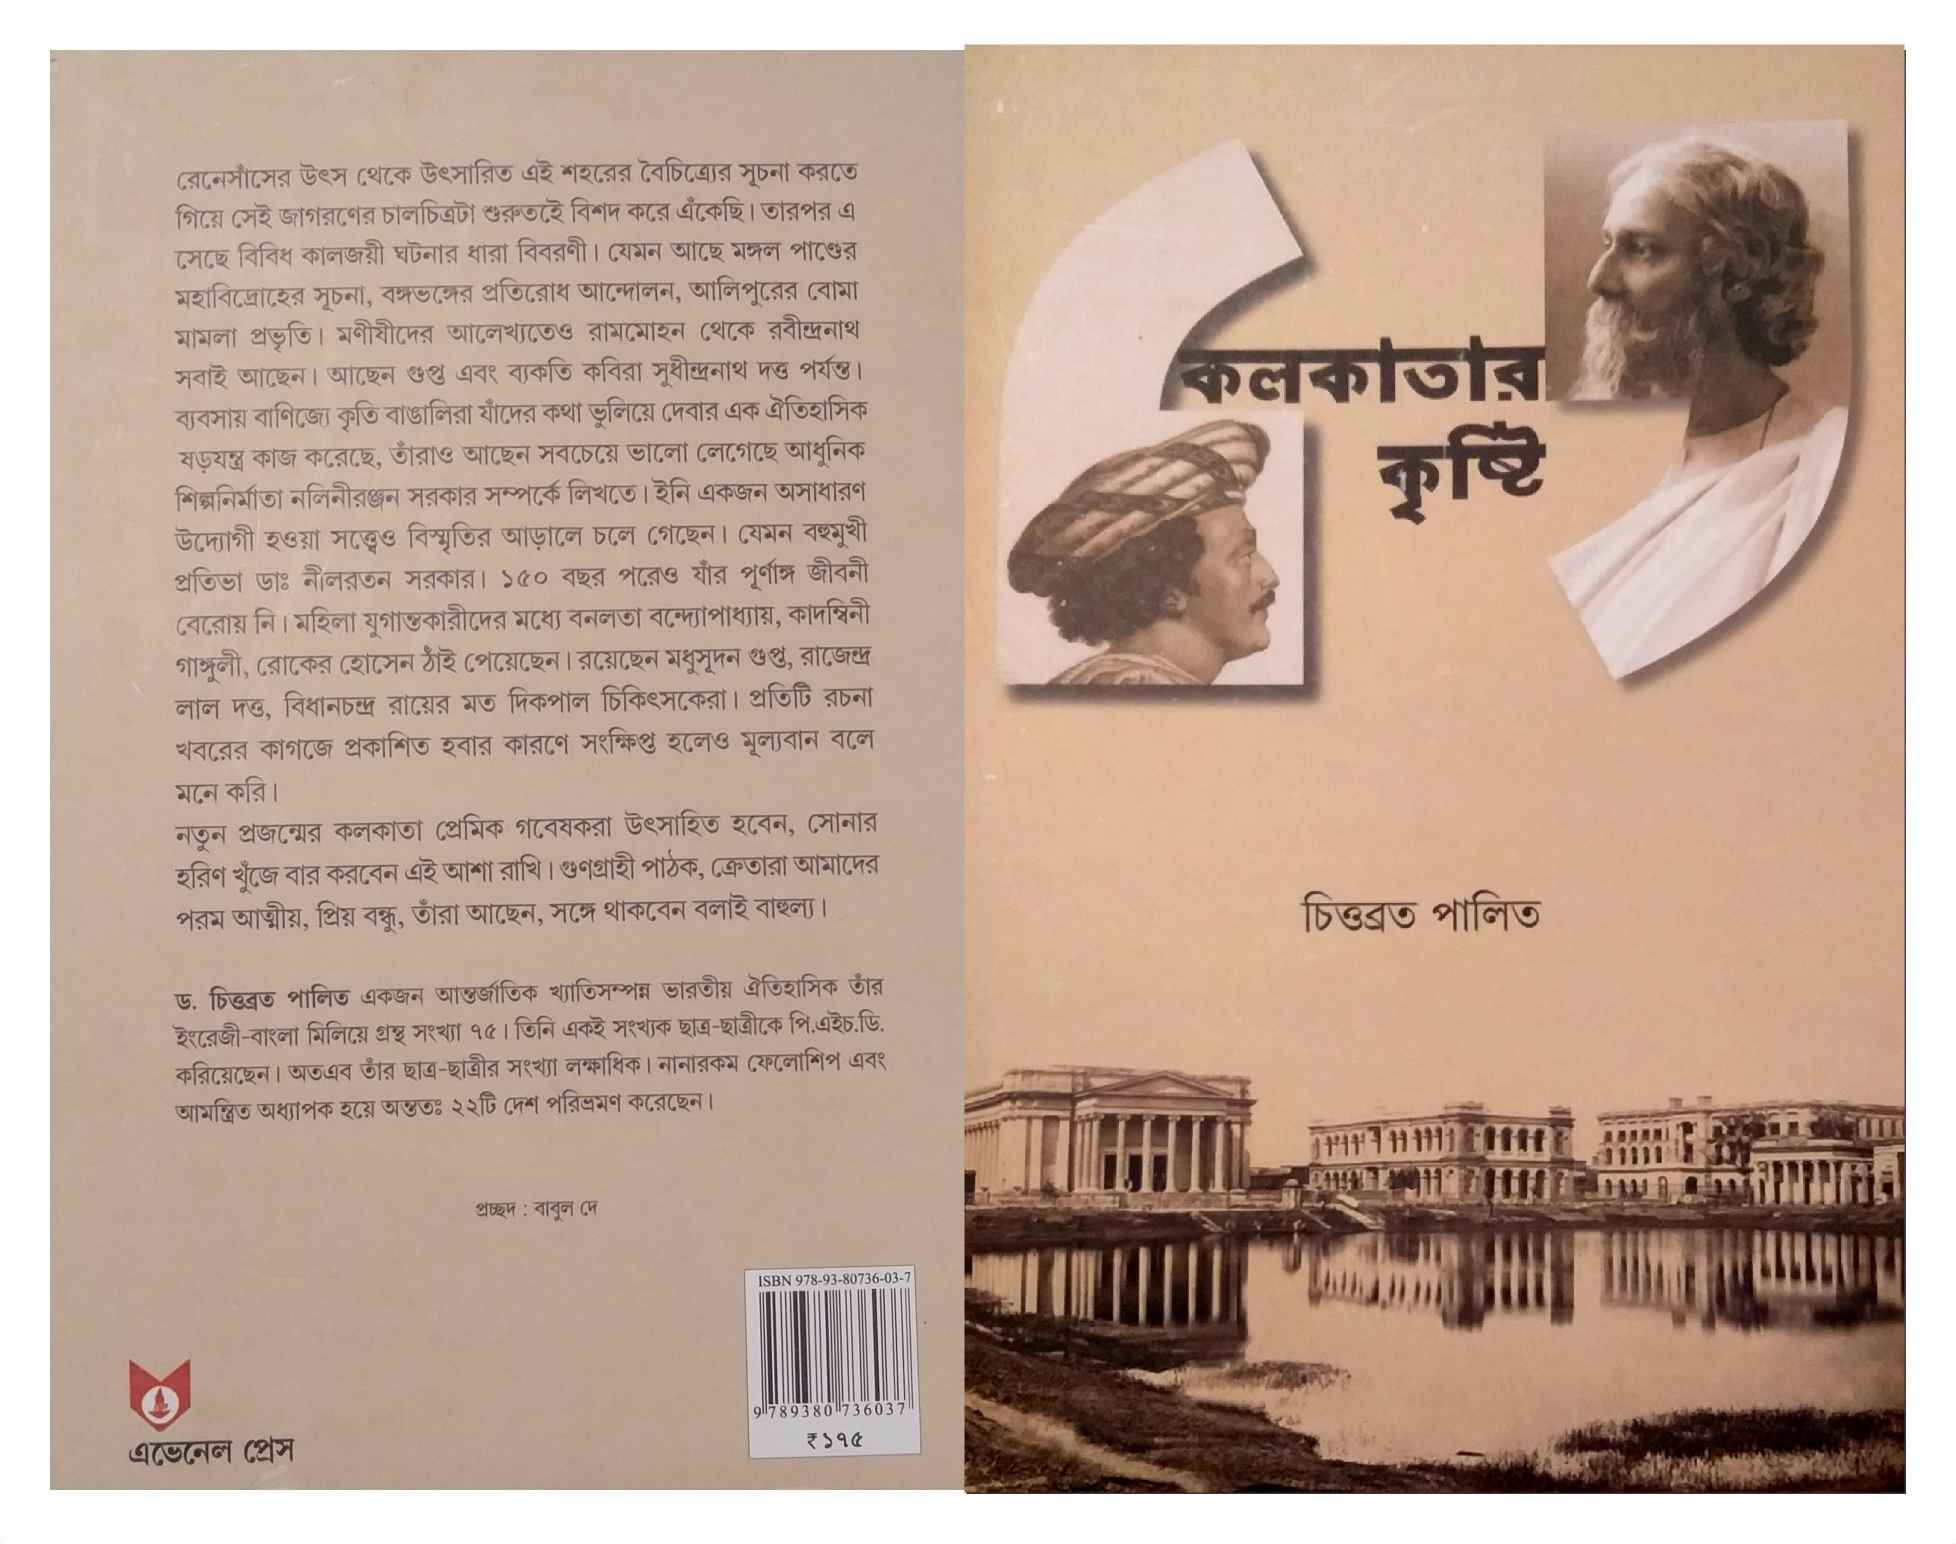 রেনেসাঁসের উৎস থেকে উৎসারিত এই শহরের বৈচিত্র্যের সূচনা করতে
গিয়ে সেই জাগরণের চালচিত্রটা শুরুতেই বিশদ করে এঁকেছি। তারপর এ
সেছে বিবিধ কালজয়ী ঘটনার ধারা বিবরণী। যেমন আছে মঙ্গল পাণ্ডের
মহাবিদ্রোহের সূচনা, বঙ্গভঙ্গের প্রতিরোধ আন্দোলন, আলিপুরের বোমা
মামলা প্রভৃতি। মণীষীদের আলেখ্যতেও রামমোহন থেকে রবীন্দ্রনাথ
সবাই আছেন। আছেন গুপ্ত এবং ব্যকতি কবিরা সুধীন্দ্রনাথ দত্ত পর্যন্ত।
ব্যবসায় বাণিজ্যে কৃতি বাঙালিরা যাঁদের কথা ভুলিয়ে দেবার এক ঐতিহাসিক
ষড়যন্ত্র কাজ করেছে, তাঁরাও আছেন সবচেয়ে ভালো লেগেছে আধুনিক
শিল্পনির্মাতা নলিনীরঞ্জন সরকার সম্পর্কে লিখতে। ইনি একজন অসাধারণ
উদ্যোগী হওয়া সত্ত্বেও বিস্মৃতির আড়ালে চলে গেছেন। যেমন বহুমুখী
প্রতিভা ডাঃ নীলরতন সরকার। ১৫০ বছর পরেও যাঁর পূর্ণাঙ্গ জীবনী
বেরোয় নি। মহিলা যুগান্তকারীদের মধ্যে বনলতা বন্দ্যোপাধ্যায়, কাদম্বিনী
গাঙ্গুলী, রোকের হোসেন ঠাঁই পেয়েছেন। রয়েছেন মধুসূদন গুপ্ত, রাজেন্দ্র
লাল দত্ত, বিধানচন্দ্র রায়ের মত দিকপাল চিকিৎসকেরা। প্রতিটি রচনা
খবরের কাগজে প্রকাশিত হবার কারণে সংক্ষিপ্ত হলেও মূল্যবান বলে
মনে করি।
নতুন প্রজন্মের কলকাতা প্রেমিক গবেষকরা উৎসাহিত হবেন, সোনার
হরিণ খুঁজে বার করবেন এই আশা রাখি। গুণগ্রাহী পাঠক, ক্রেতারা আমাদের
পরম আত্মীয়, প্রিয় বন্ধু, তাঁরা আছেন, সঙ্গে থাকবেন বলাই বাহুল্য।
ড. চিত্তব্রত পালিত একজন আন্তর্জাতিক খ্যাতিসম্পন্ন ভারতীয় ঐতিহাসিক তাঁর
ইংরেজী-বাংলা মিলিয়ে গ্রন্থ সংখ্যা ৭৫। তিনি একই সংখ্যক ছাত্র-ছাত্রীকে পি.এইচ.ডি.
করিয়েছেন। অতএব তাঁর ছাত্র-ছাত্রীর সংখ্যা লক্ষাধিক। নানারকম ফেলোশিপ এবং
আমন্ত্রিত অধ্যাপক হয়ে অন্ততঃ ২২টি দেশ পরিভ্রমণ করেছেন।
প্রচ্ছদ : বাবুল দে
ISBN 978-93-80736-03-7
9 789380 736037
₹১৭৫
এভেনেল প্রেস
কলকাতার
কৃষ্টি
চিত্তব্রত পালিত